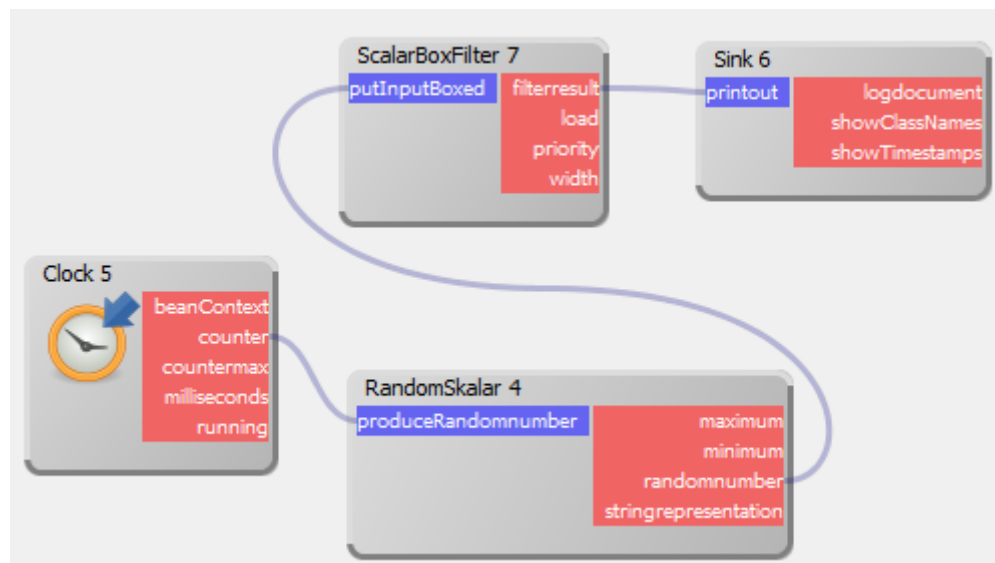 ScalarBoxFilter 7
putInputBoxed
filterresult
load
priority
width
Sink 6
printout
logdocument
showClassNames
showTimestamps
Clock 5
beanContext
counter
countermax
milliseconds
running
RandomSkalar 4
produceRandomnumber
maximum
minimum
randomnumber
stringrepresentation